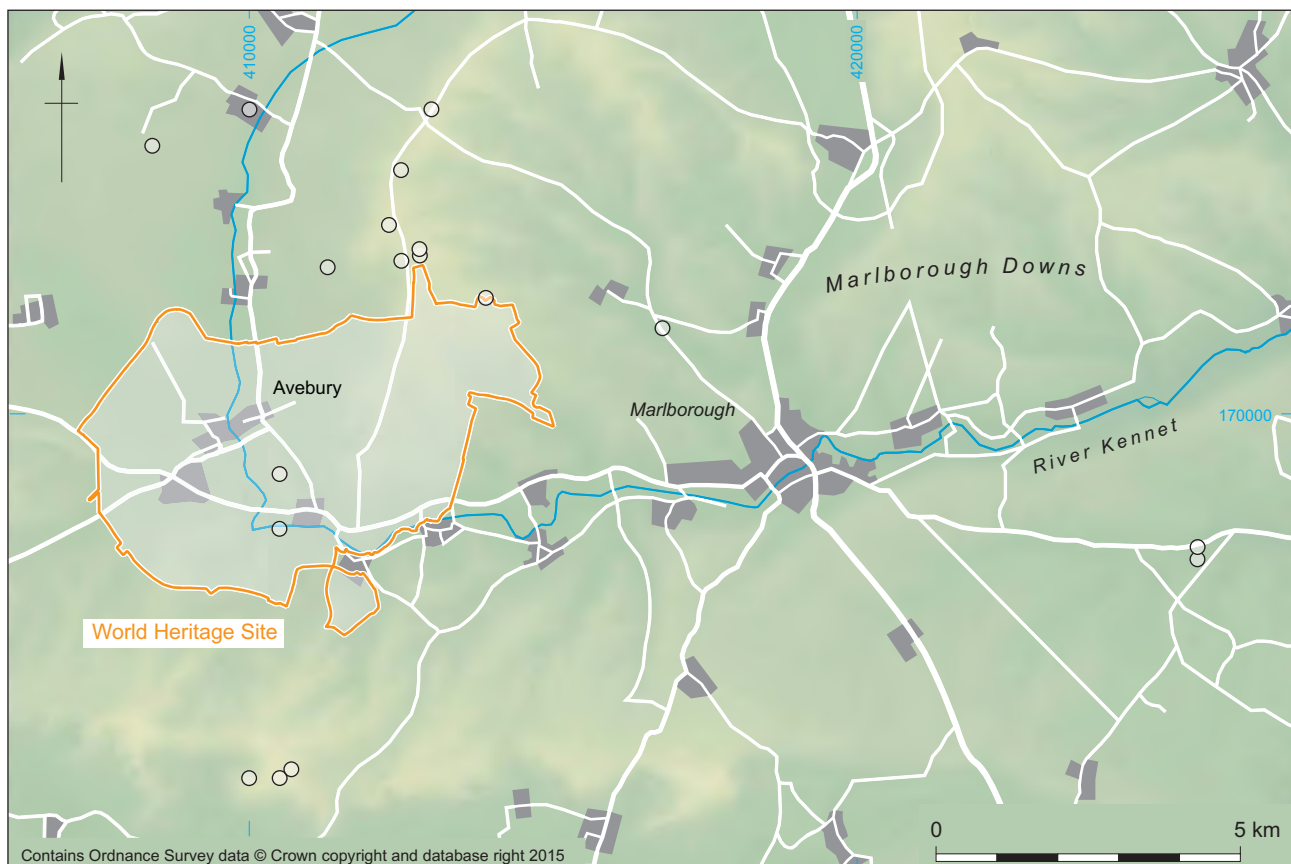 410000
420000
Marlborough Downs
Avebury
Marlborough
170000
River Kennet
World Heritage Site
0
5 km
Contains Ordnance Survey data © Crown copyright and database right 2015